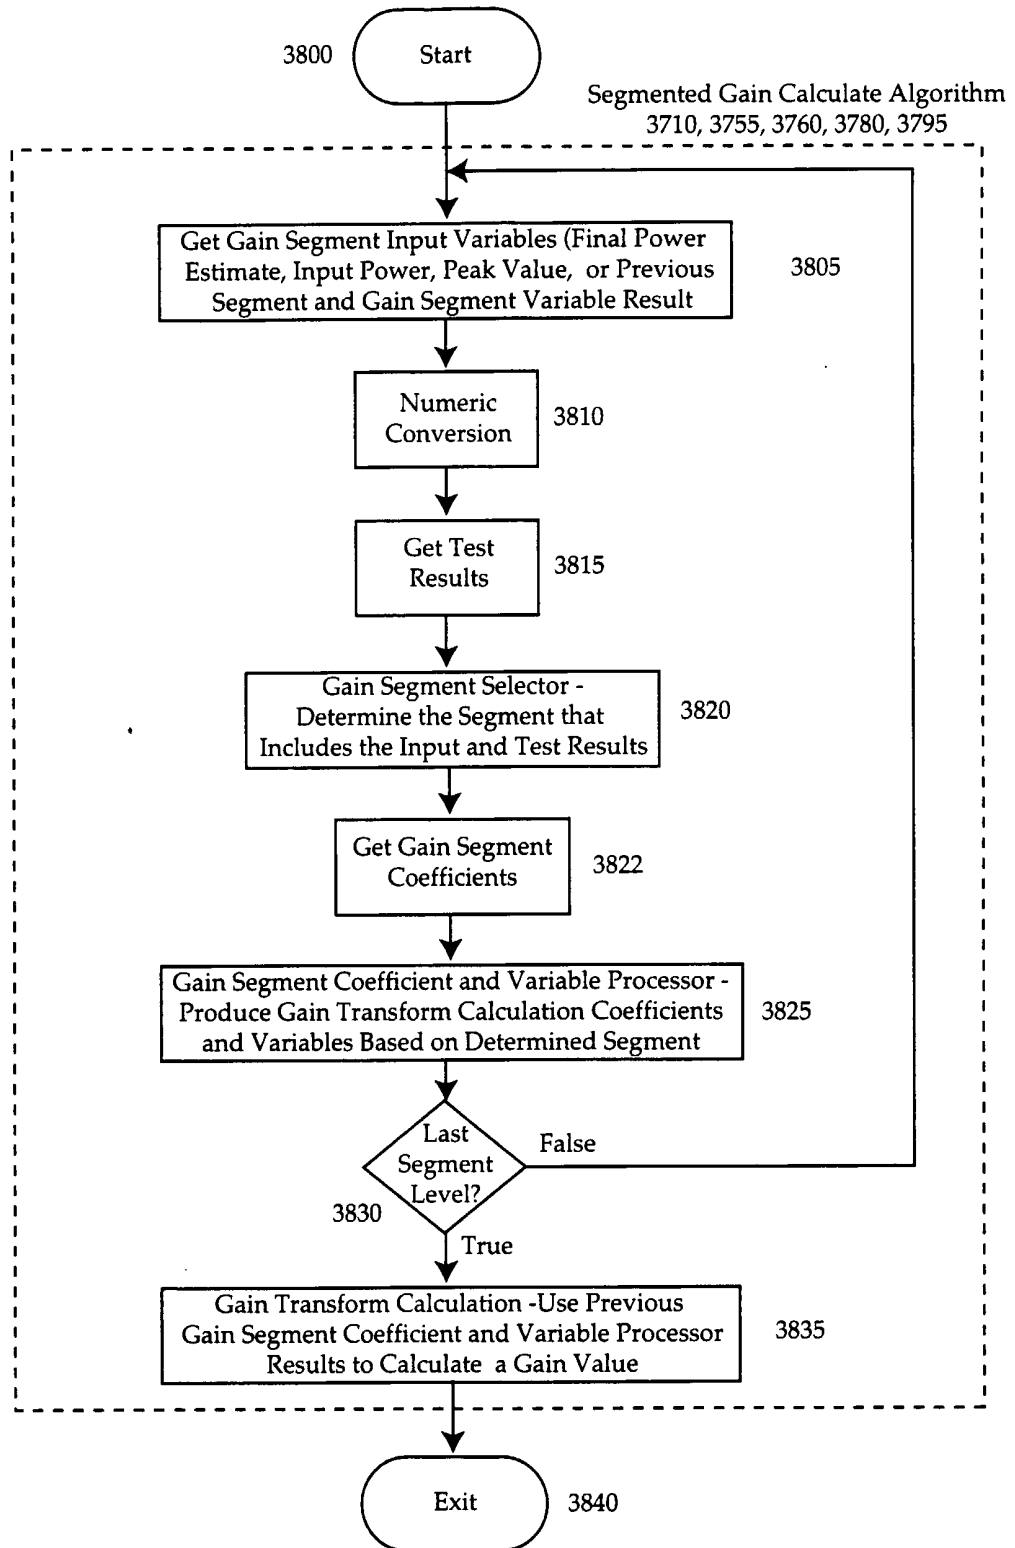 3800
Start
Segmented Gain Calculate Algorithm
3710, 3755, 3760, 3780, 3795
Get Gain Segment Input Variables (Final Power
Estimate, Input Power, Peak Value, or Previous
Segment and Gain Segment Variable Result
3805
Numeric
Conversion
3810
Get Test
Results
3815
Gain Segment Selector -
Determine the Segment that
Includes the Input and Test Results
3820
Get Gain Segment
Coefficients
3822
Gain Segment Coefficient and Variable Processor -
Produce Gain Transform Calculation Coefficients
and Variables Based on Determined Segment
3825
Last
Segment
Level?
False
3830
True
Gain Transform Calculation -Use Previous
Gain Segment Coefficient and Variable Processor
Results to Calculate a Gain Value
3835
Exit
3840